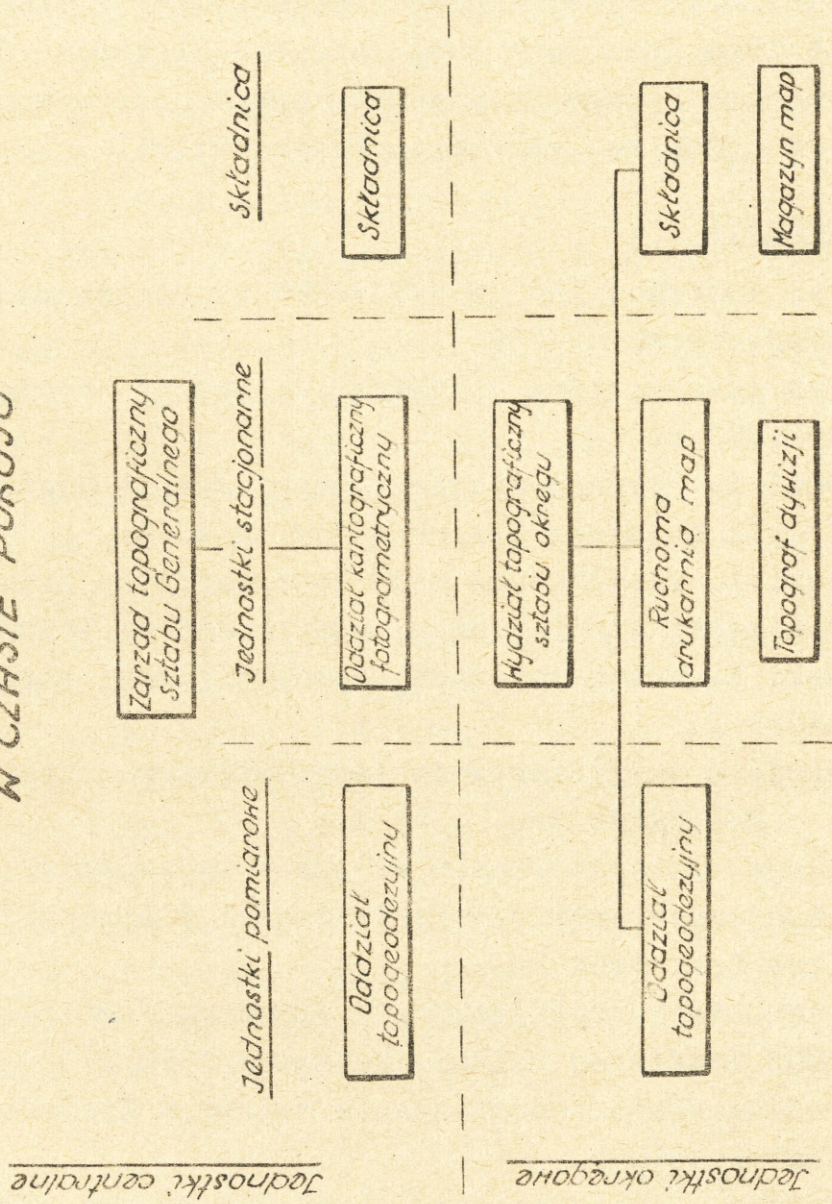 W CZASIE POKOJU
Zarząd topograficzny
Sztabu Generalnego
Jednostki centralne
Jednostki pomiarowe
Jednostki stacjonarne
Składnica
Oddział
topogeodezyjny
Oddział kartograficzny
fotogrametryczny
Składnica
Jednostki okręgowe
Wydział topograficzny
sztabu okręgu
Oddział
topogeodezyjny
Ruchoma
drukarnia map
Składnica
Topograf dywizji
Magazyn map